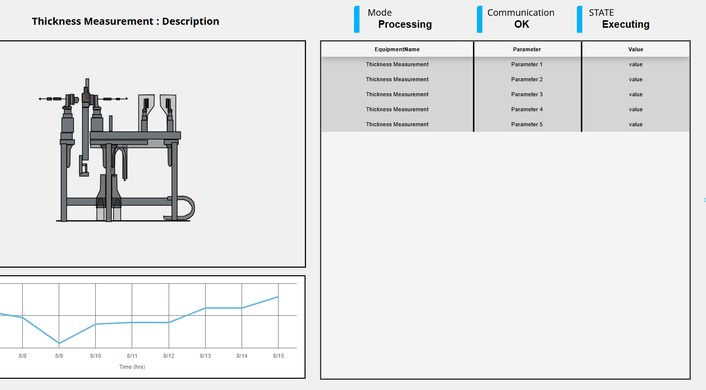 Thickness Measurement : Description
Mode
Processing
Communication
OK
STATE
Executing
EquipmentName Parameter Value
Thickness Measurement Parameter 1 value
Thickness Measurement Parameter 2 value
Thickness Measurement Parameter 3 value
Thickness Measurement Parameter 4 value
Thickness Measurement Parameter 5 value
8/8 8/9 8/10 8/11 8/12 8/13 8/14 8/15
Time (hrs)